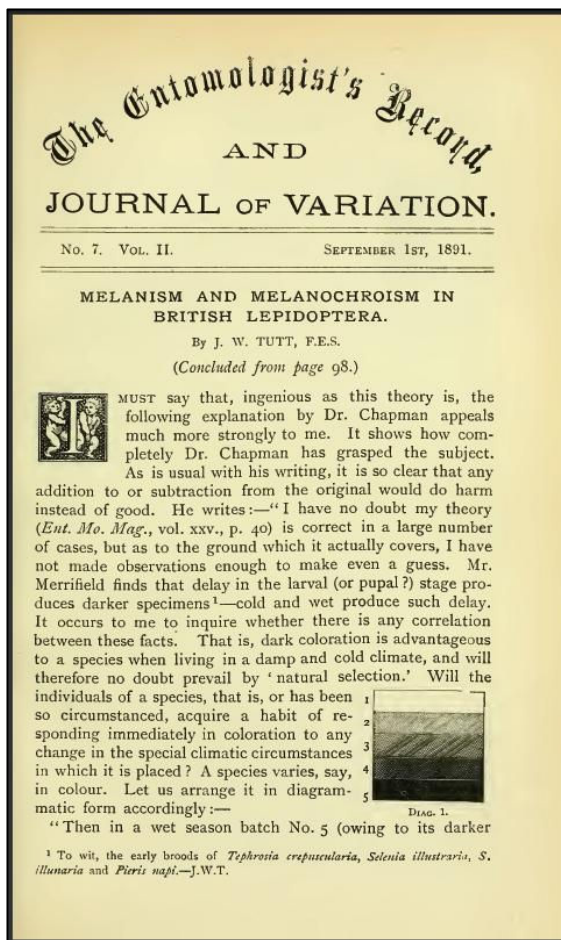 The Entomologist's Record,
AND
JOURNAL OF VARIATION.
No. 7. Vol. II. September 1st, 1891.
MELANISM AND MELANOCHROISM IN
BRITISH LEPIDOPTERA.
By J. W. TUTT, F.E.S.
(Concluded from page 98.)
I MUST say that, ingenious as this theory is, the
following explanation by Dr. Chapman appeals
much more strongly to me. It shows how com-
pletely Dr. Chapman has grasped the subject.
As is usual with his writing, it is so clear that any
addition to or subtraction from the original would do harm
instead of good. He writes:—"I have no doubt my theory
(Ent. Mo. Mag., vol. xxv., p. 40) is correct in a large number
of cases, but as to the ground which it actually covers, I have
not made observations enough to make even a guess. Mr.
Merrifield finds that delay in the larval (or pupal?) stage pro-
duces darker specimens¹—cold and wet produce such delay.
It occurs to me to inquire whether there is any correlation
between these facts. That is, dark coloration is advantageous
to a species when living in a damp and cold climate, and will
therefore no doubt prevail by 'natural selection.' Will the
individuals of a species, that is, or has been
so circumstanced, acquire a habit of re-
sponding immediately in coloration to any
change in the special climatic circumstances
in which it is placed? A species varies, say,
in colour. Let us arrange it in diagram-
matic form accordingly:—
1
2
3
4
5
Diag. 1.
"Then in a wet season batch No. 5 (owing to its darker
¹ To wit, the early broods of Tephrosia crepuscularia, Selenia illustraria, S.
illunaria and Pieris napi.—J.W.T.